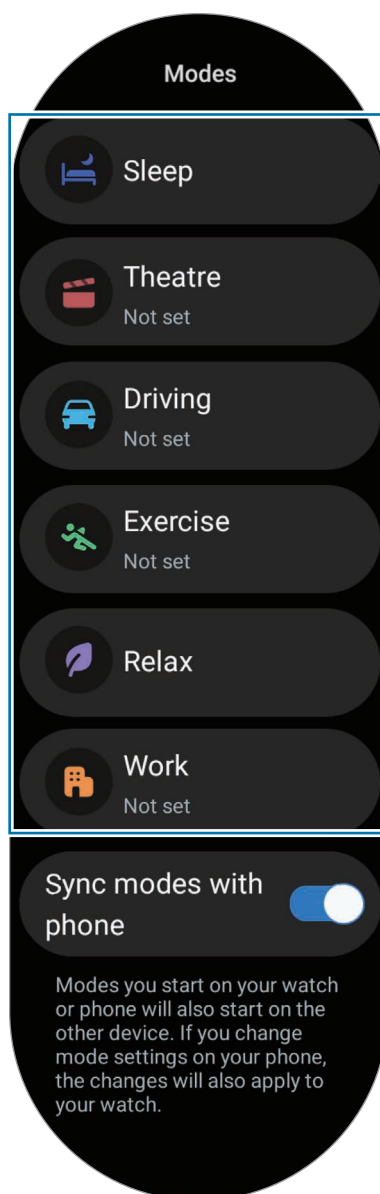 Modes
Sleep
Theatre
Not set
Driving
Not set
Exercise
Not set
Relax
Work
Not set
Sync modes with
phone
Modes you start on your watch
or phone will also start on the
other device. If you change
mode settings on your phone,
the changes will also apply to
your watch.